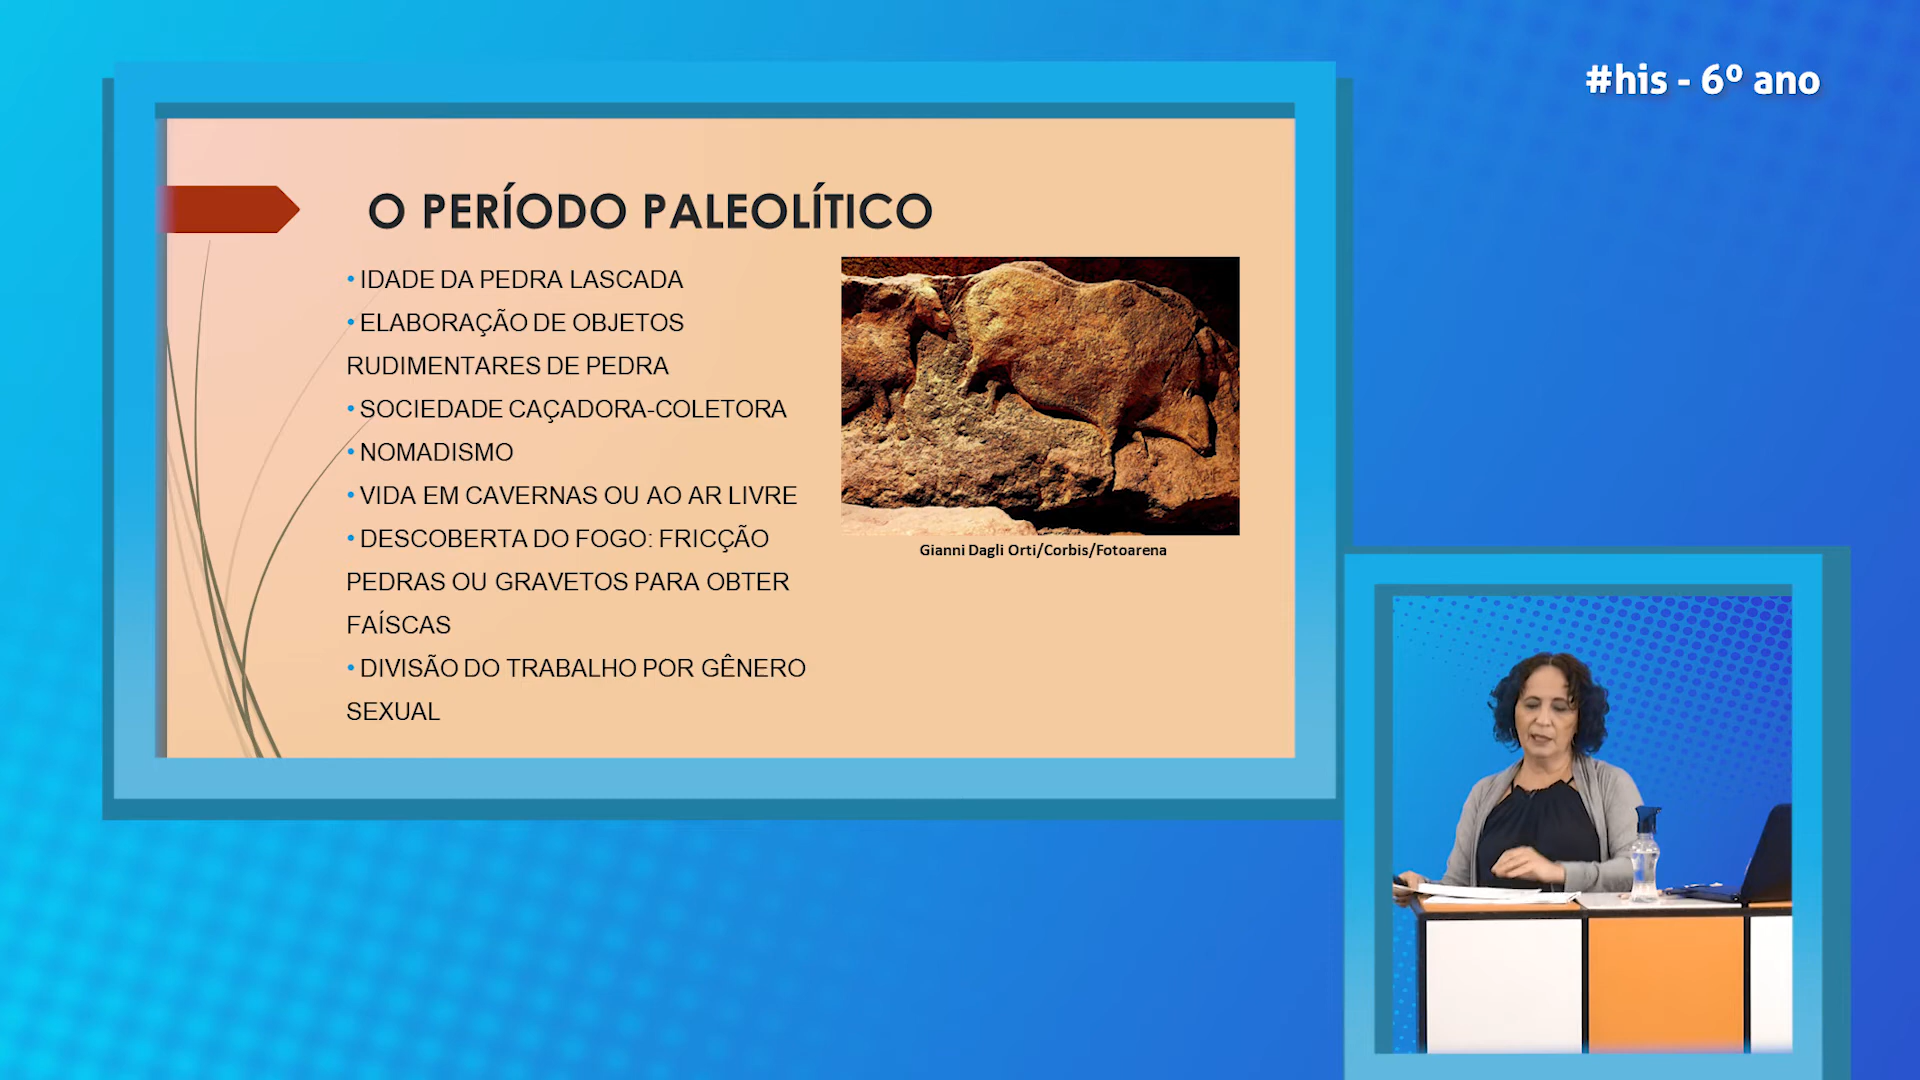 #his - 6º ano
O PERÍODO PALEOLÍTICO
• IDADE DA PEDRA LASCADA
• ELABORAÇÃO DE OBJETOS
RUDIMENTARES DE PEDRA
• SOCIEDADE CAÇADORA-COLETORA
• NOMADISMO
• VIDA EM CAVERNAS OU AO AR LIVRE
• DESCOBERTA DO FOGO: FRICÇÃO
PEDRAS OU GRAVETOS PARA OBTER
FAÍSCAS
• DIVISÃO DO TRABALHO POR GÊNERO
SEXUAL
Gianni Dagli Orti/Corbis/Fotoarena